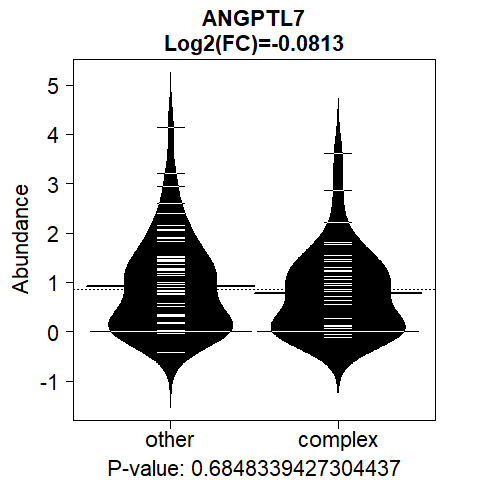 ANGPTL7
Log2(FC)=-0.0813
Abundance
5
4
3
2
1
0
-1
other complex
P-value: 0.6848339427304437